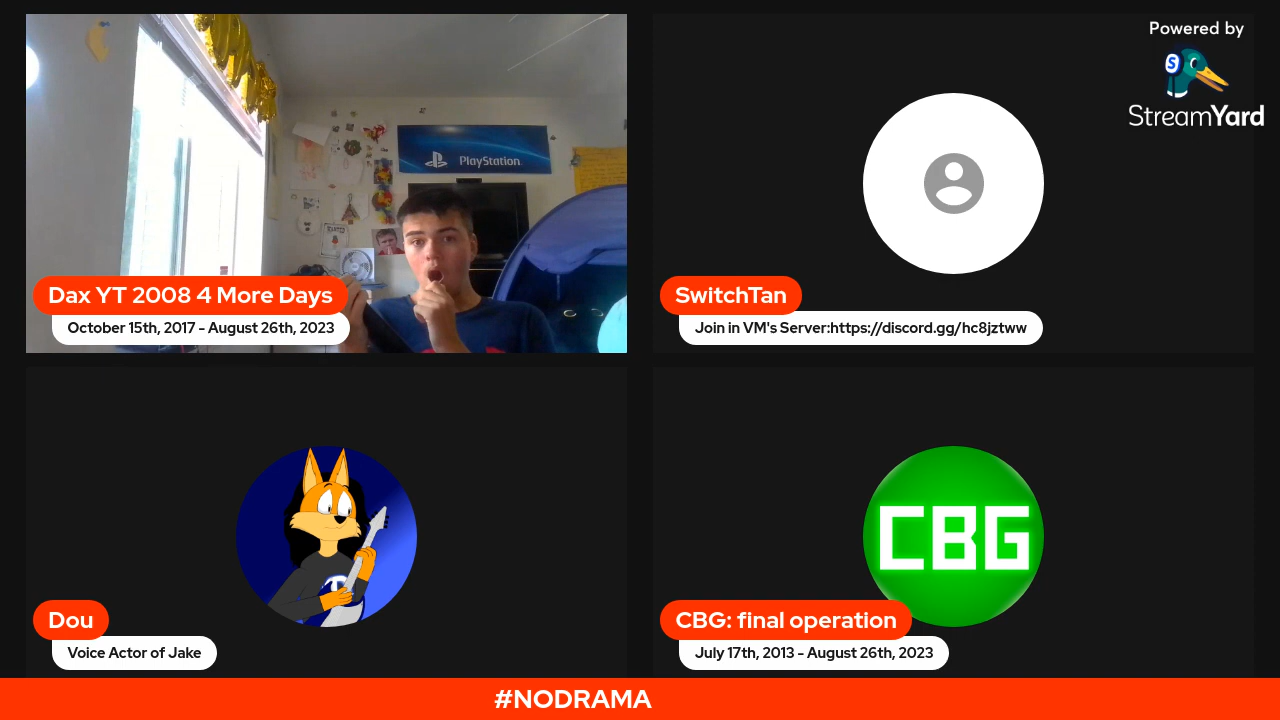 Powered by
StreamYard
PlayStation
Dax YT 2008 4 More Days
October 15th, 2017 - August 26th, 2023
SwitchTan
Join in VM's Server:https://discord.gg/hc8jztww
CBG
Dou
Voice Actor of Jake
CBG: final operation
July 17th, 2013 - August 26th, 2023
#NODRAMA